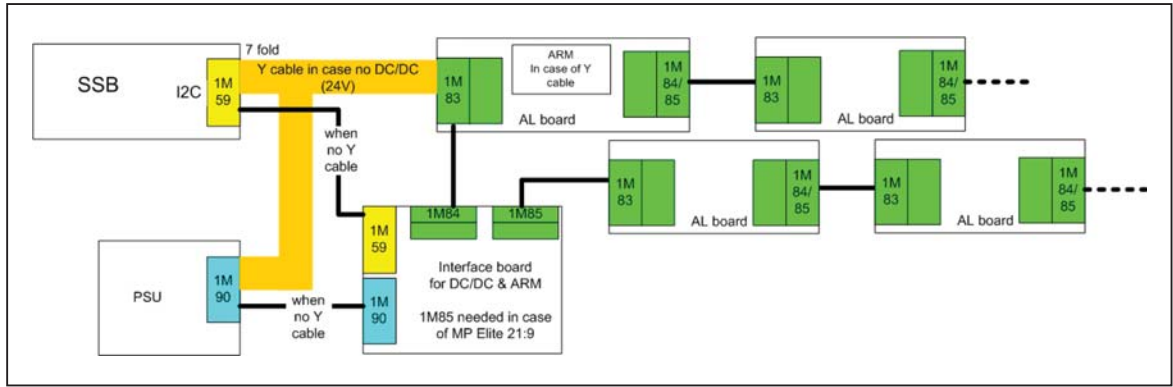 SSB
I2C
1M
59
7 fold
Y cable in case no DC/DC
(24V)
1M
83
ARM
In case of Y
cable
1M
84/
85
AL board
1M
83
1M
84/
85
AL board
when
no Y
cable
1M
83
1M
84/
85
AL board
1M
83
1M
84/
85
AL board
1M84
1M85
1M
59
Interface board
for DC/DC & ARM
1M85 needed in case
of MP Elite 21:9
1M
90
PSU
1M
90
when
no Y
cable